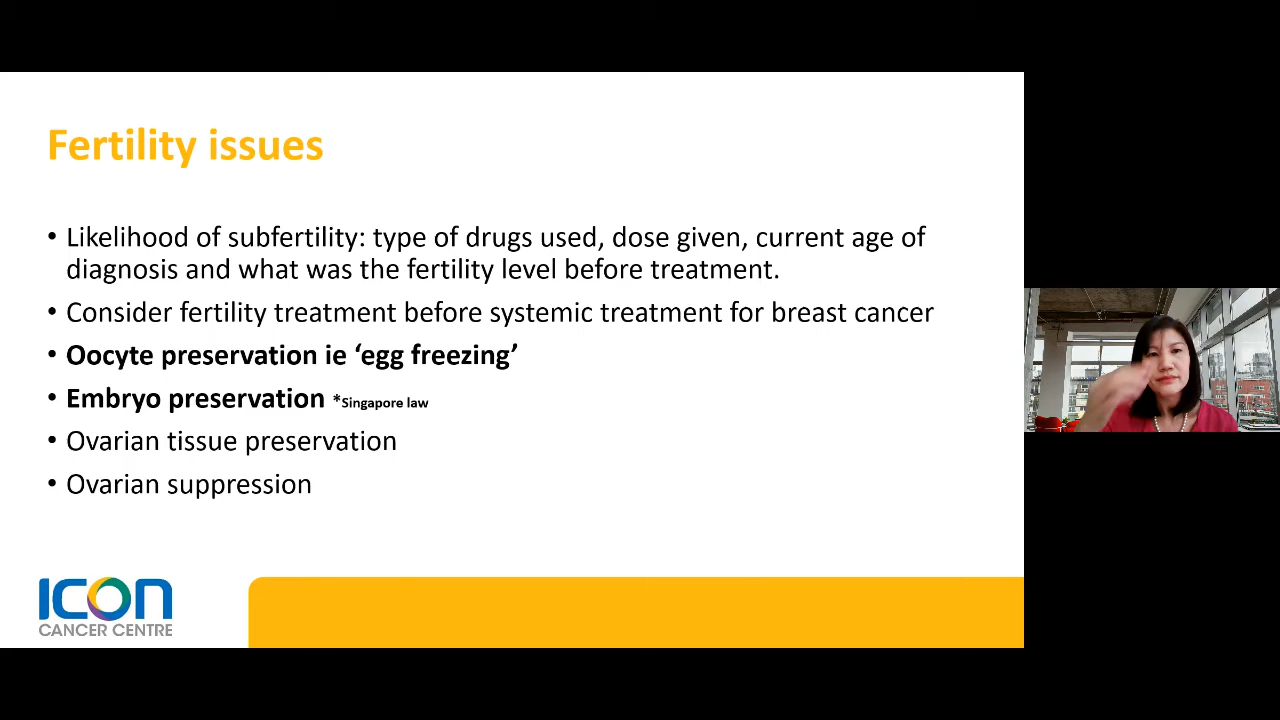 Fertility issues
• Likelihood of subfertility: type of drugs used, dose given, current age of
diagnosis and what was the fertility level before treatment.
• Consider fertility treatment before systemic treatment for breast cancer
• Oocyte preservation ie ‘egg freezing’
• Embryo preservation *Singapore law
• Ovarian tissue preservation
• Ovarian suppression
ICON
CANCER CENTRE